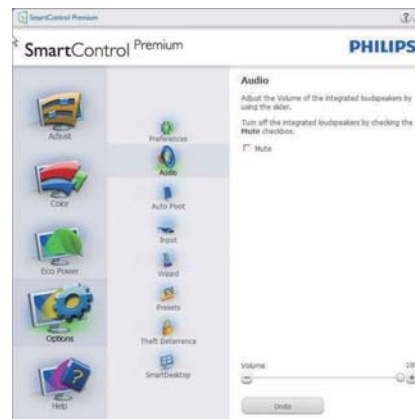 SmartControl Premium
SmartControl Premium
PHILIPS
Adjust
Color
Eco Power
Options
Help
Preferences
Audio
Auto Pivot
Input
Wizard
Presets
Theft Deterrence
SmartDesktop
Audio
Adjust the Volume of the integrated loudspeakers by
using the slider.
Turn off the integrated loudspeakers by checking the
Mute checkbox.
Mute
Volume
Undo